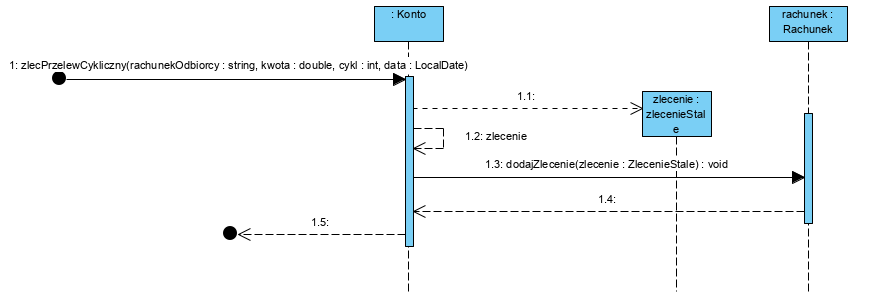 : Konto
rachunek :
Rachunek
1: zlecPrzelewCykliczny(rachunekOdbiorcy : string, kwota : double, cykl : int, data : LocalDate)
1.1:
zlecenie :
zlecenieStal
e
1.2: zlecenie
1.3: dodajZlecenie(zlecenie : ZlecenieStale) : void
1.4:
1.5: